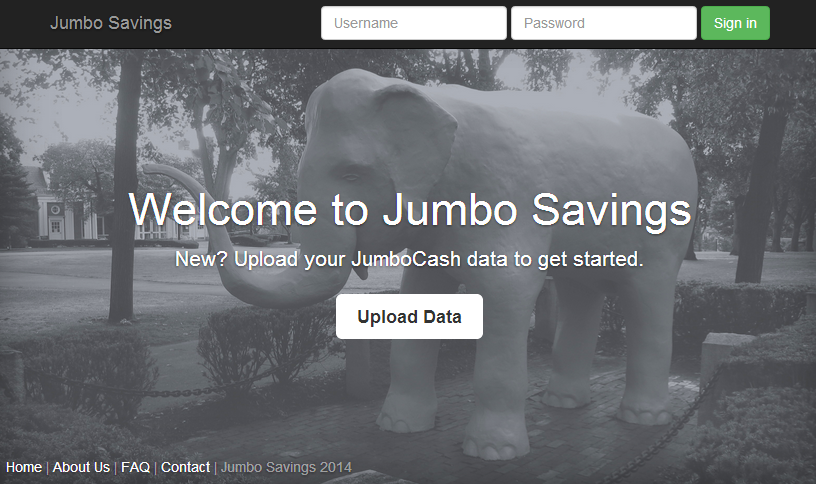 Jumbo Savings Username Password Sign in
Welcome to Jumbo Savings
New? Upload your JumboCash data to get started.
Upload Data
Home | About Us | FAQ | Contact | Jumbo Savings 2014